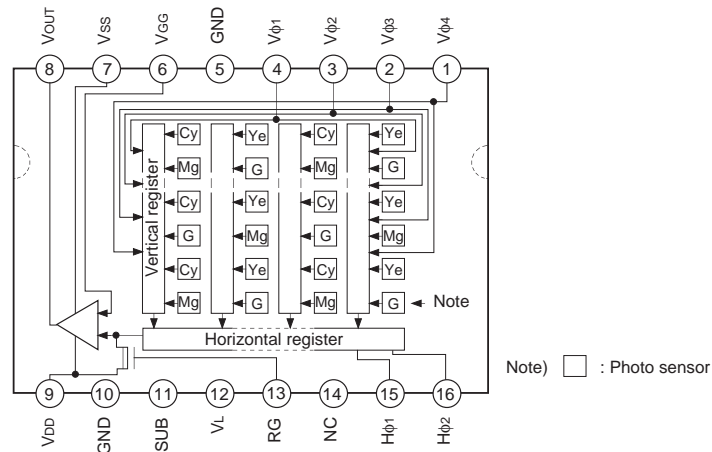 VOUT VSS VGG GND Vφ1 Vφ2 Vφ3 Vφ4
8 7 6 5 4 3 2 1
Cy Ye Cy Ye
Mg G Mg G
Cy Ye Cy Ye
G Mg G Mg
Cy Ye Cy Ye
Mg G Mg G
Vertical register
Note
Horizontal register
Note) : Photo sensor
9 10 11 12 13 14 15 16
VDD GND SUB VL RG NC Hφ1 Hφ2